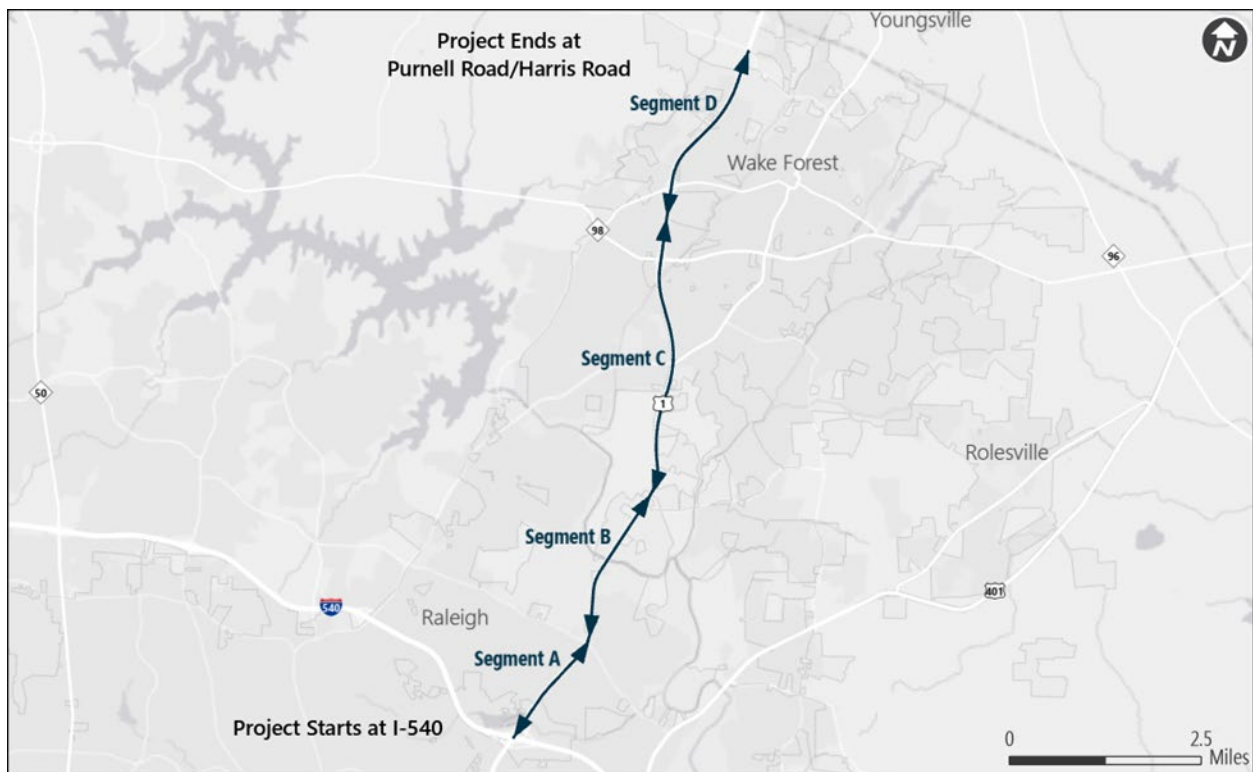 Youngsville
N
Project Ends at
Purnell Road/Harris Road
Segment D
Wake Forest
98
96
Segment C
50
1
Rolesville
Segment B
401
540
Raleigh
Segment A
Project Starts at I-540
0 2.5
Miles